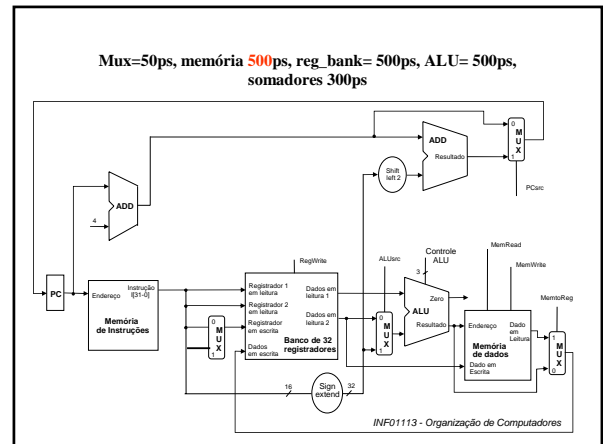 Mux=50ps, memória 500ps, reg_bank= 500ps, ALU= 500ps,
somadores 300ps
ADD
4
Shift
left 2
ADD
Resultado
0
M
U
X
1
PCsrc
PC
Endereço
Instrução
I[31-0]
Memória
de Instruções
0
M
U
X
1
RegWrite
Registrador 1
em leitura
Registrador 2
em leitura
Registrador
em escrita
Dados
em escrita
Dados em
leitura 1
Dados em
leitura 2
Banco de 32
registradores
16
Sign
extend
32
ALUsrc
0
M
U
X
1
Controle
ALU
3
Zero
ALU
Resultado
MemRead
MemWrite
Endereço
Dado
em
Leitura
Memória
de dados
Dado em
Escrita
MemtoReg
1
M
U
X
0
INF01113 - Organização de Computadores